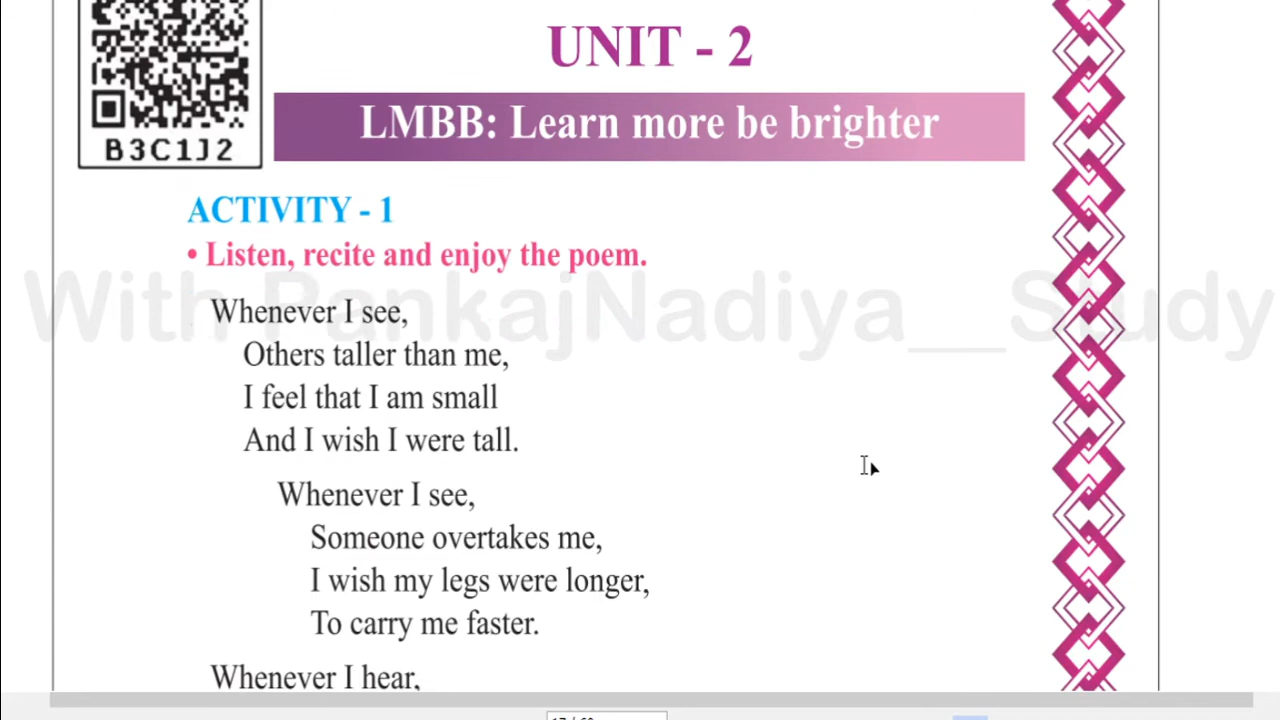 UNIT - 2
B3C1J2
LMBB: Learn more be brighter
ACTIVITY - 1
• Listen, recite and enjoy the poem.
With PankajNadiya__Study
Whenever I see,
Others taller than me,
I feel that I am small
And I wish I were tall.
Whenever I see,
Someone overtakes me,
I wish my legs were longer,
To carry me faster.
Whenever I hear,